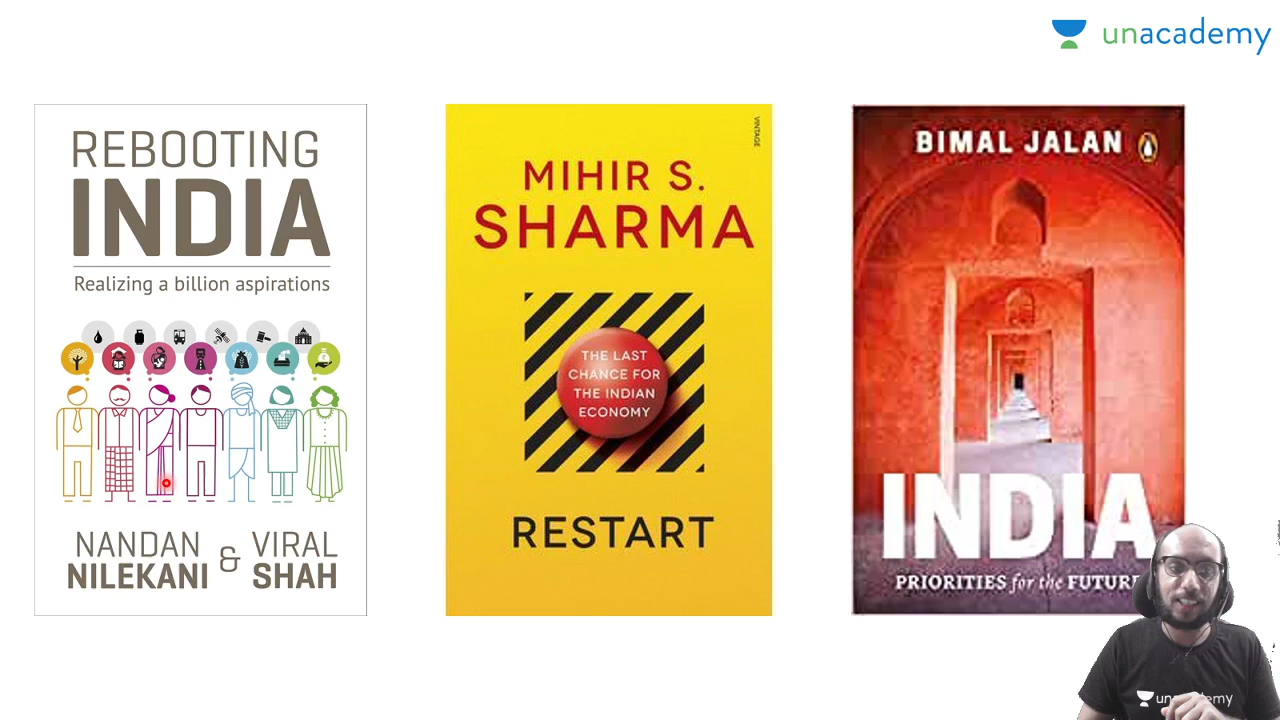 unacademy
REBOOTING
INDIA
Realizing a billion aspirations
NANDAN
NILEKANI
&
VIRAL
SHAH
VINTAGE
MIHIR S.
SHARMA
THE LAST
CHANCE FOR
THE INDIAN
ECONOMY
RESTART
BIMAL JALAN
INDIA
PRIORITIES for the FUTURE
unacademy